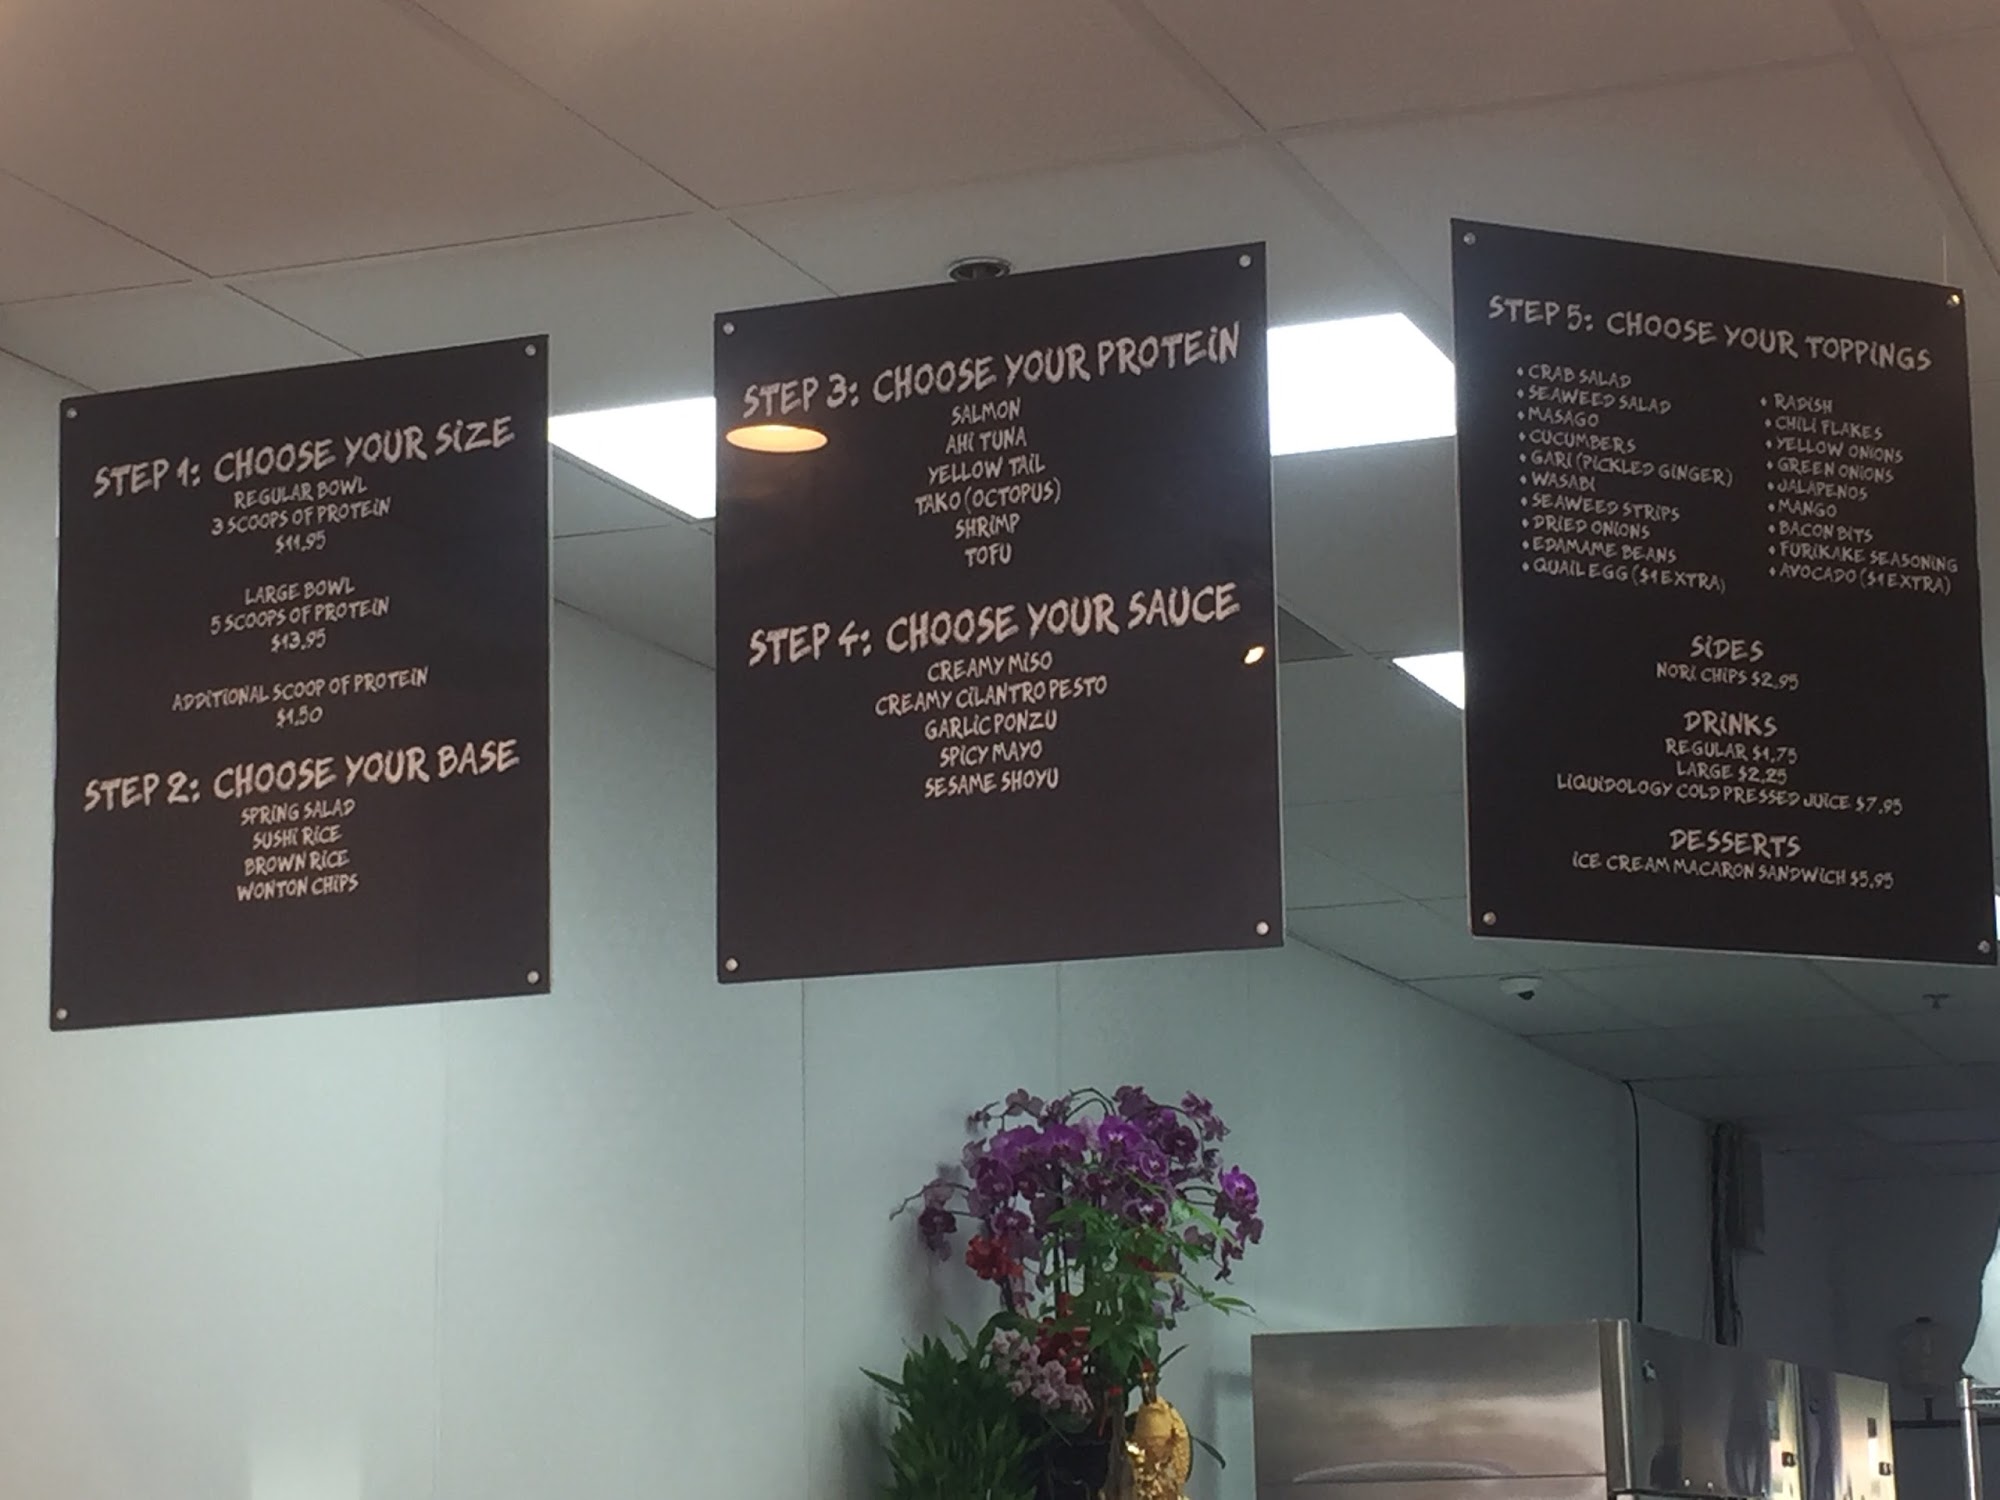 STEP 1: CHOOSE YOUR SIZE
REGULAR BOWL
3 SCOOPS OF PROTEIN
$11.95
LARGE BOWL
5 SCOOPS OF PROTEIN
$13.95
ADDITIONAL SCOOP OF PROTEIN
$1.50
STEP 2: CHOOSE YOUR BASE
SPRING SALAD
SUSHI RICE
BROWN RICE
WONTON CHIPS
STEP 3: CHOOSE YOUR PROTEIN
SALMON
AHI TUNA
YELLOW TAIL
TAKO (OCTOPUS)
SHRIMP
TOFU
STEP 4: CHOOSE YOUR SAUCE
CREAMY MISO
CREAMY CILANTRO PESTO
GARLIC PONZU
SPICY MAYO
SESAME SHOYU
STEP 5: CHOOSE YOUR TOPPINGS
• CRAB SALAD
• SEAWEED SALAD
• MASAGO
• CUCUMBERS
• GARI (PICKLED GINGER)
• WASABI
• SEAWEED STRIPS
• DRIED ONIONS
• EDAMAME BEANS
• QUAIL EGG ($1 EXTRA)
• RADISH
• CHILI FLAKES
• YELLOW ONIONS
• GREEN ONIONS
• JALAPENOS
• MANGO
• BACON BITS
• FURIKAKE SEASONING
• AVOCADO ($1 EXTRA)
SIDES
NORI CHIPS $2.95
DRINKS
REGULAR $1.75
LARGE $2.25
LIQUIDOLOGY COLD PRESSED JUICE $7.95
DESSERTS
ICE CREAM MACARON SANDWICH $5.95